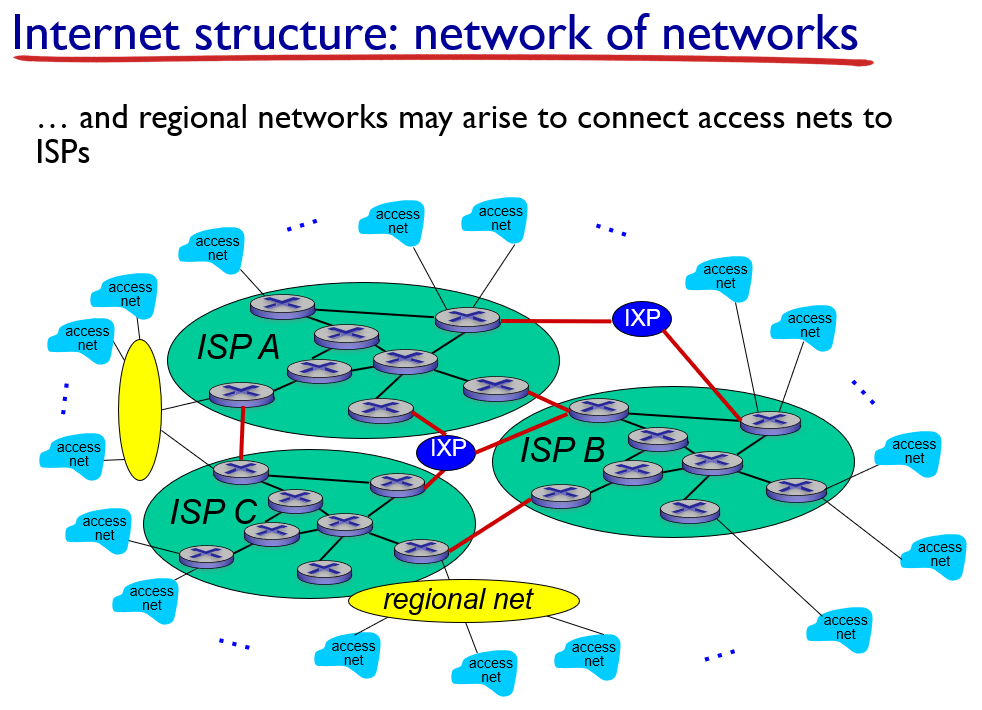 Internet structure: network of networks
… and regional networks may arise to connect access nets to
ISPs
access
net
access
net
access
net
…
…
access
net
access
net
access
net
access
net
access
net
IXP
ISP A
…
…
access
net
IXP
ISP B
access
net
ISP C
access
net
access
net
access
net
regional net
access
net
access
net
access
net
access
net
…
…